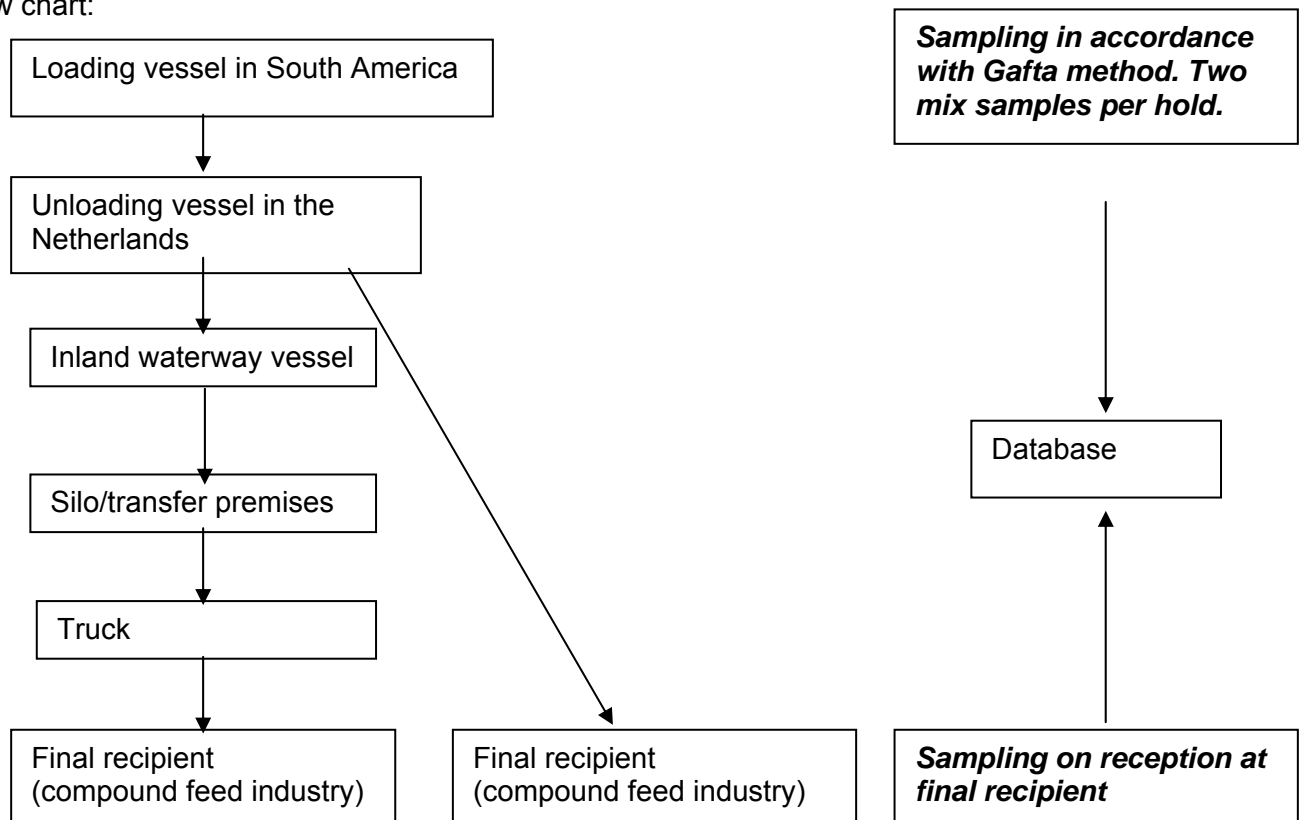 chart:
Loading vessel in South America
Sampling in accordance
with Gafta method. Two
mix samples per hold.
Unloading vessel in the
Netherlands
Inland waterway vessel
Database
Silo/transfer premises
Truck
Final recipient
(compound feed industry)
Final recipient
(compound feed industry)
Sampling on reception at
final recipient